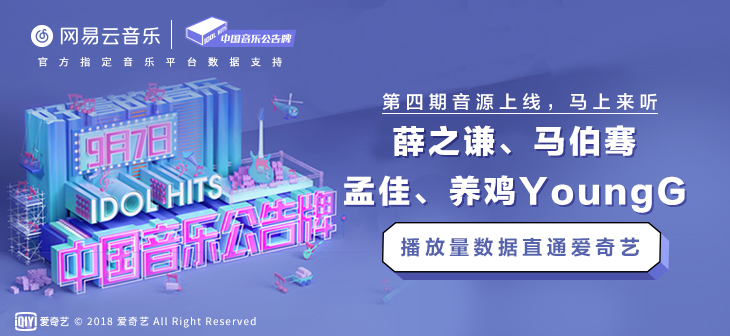 网易云音乐 IDOL HITS 中国音乐公告牌
官方指定音乐平台数据支持
第四期音源上线，马上来听
薛之谦、马伯骞
孟佳、养鸡YoungG
播放量数据直通爱奇艺
9月7日
IDOL HITS
中国音乐公告牌
iQIYI 爱奇艺 © 2018 爱奇艺 All Right Reserved